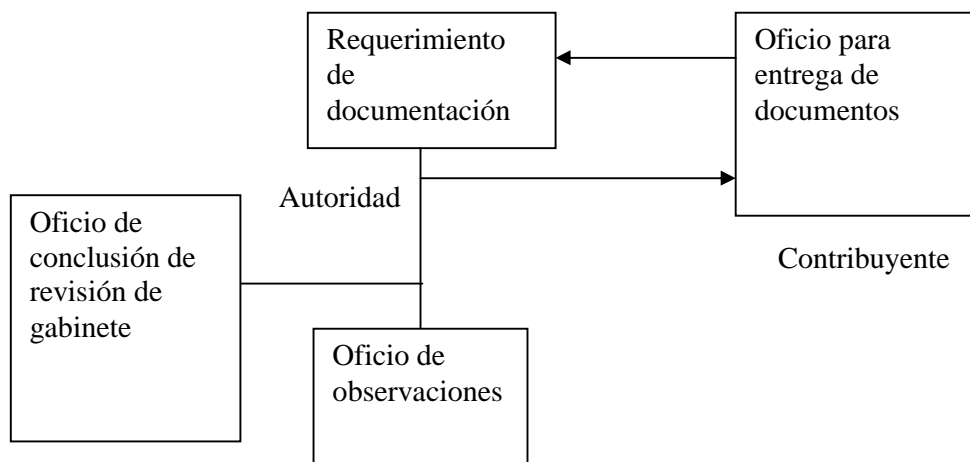 Requerimiento
de
documentación
Oficio para
entrega de
documentos
Autoridad
Contribuyente
Oficio de
conclusión de
revisión de
gabinete
Oficio de
observaciones